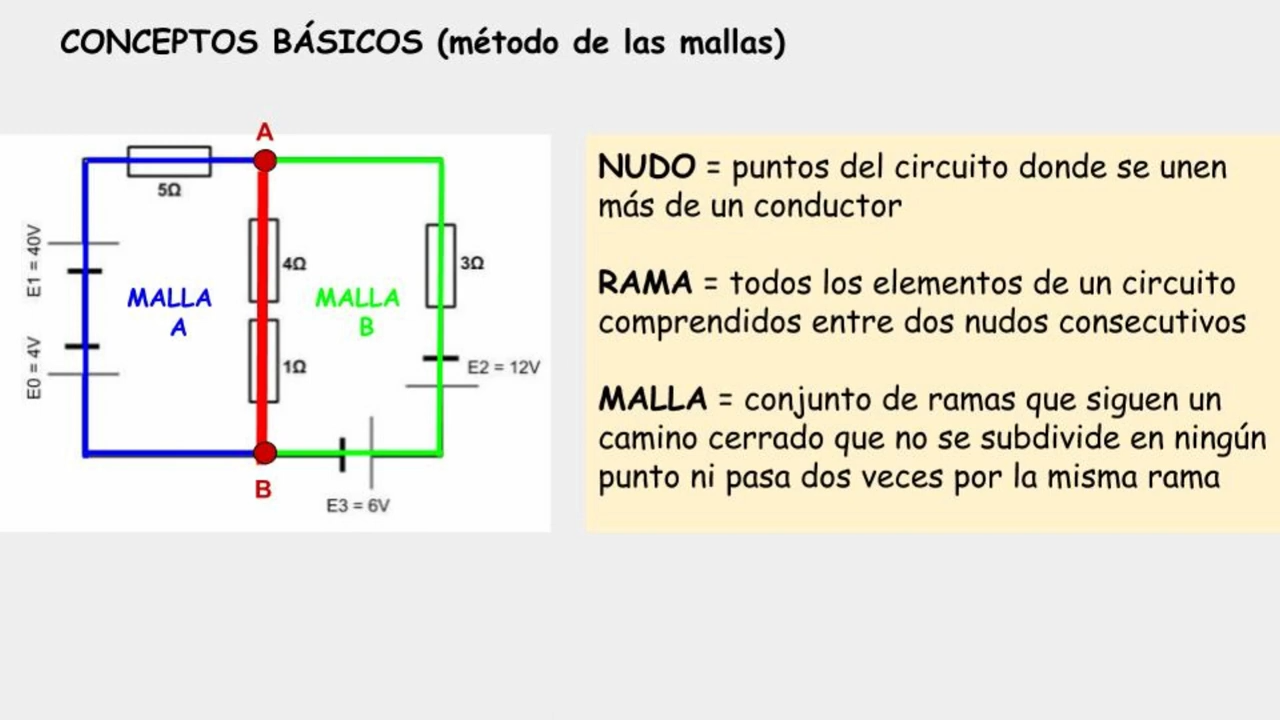 CONCEPTOS BÁSICOS (método de las mallas)
A
5Ω
E1 = 40V
4Ω
3Ω
MALLA
A
MALLA
B
E0 = 4V
1Ω
E2 = 12V
B
E3 = 6V
NUDO = puntos del circuito donde se unen
más de un conductor
RAMA = todos los elementos de un circuito
comprendidos entre dos nudos consecutivos
MALLA = conjunto de ramas que siguen un
camino cerrado que no se subdivide en ningún
punto ni pasa dos veces por la misma rama